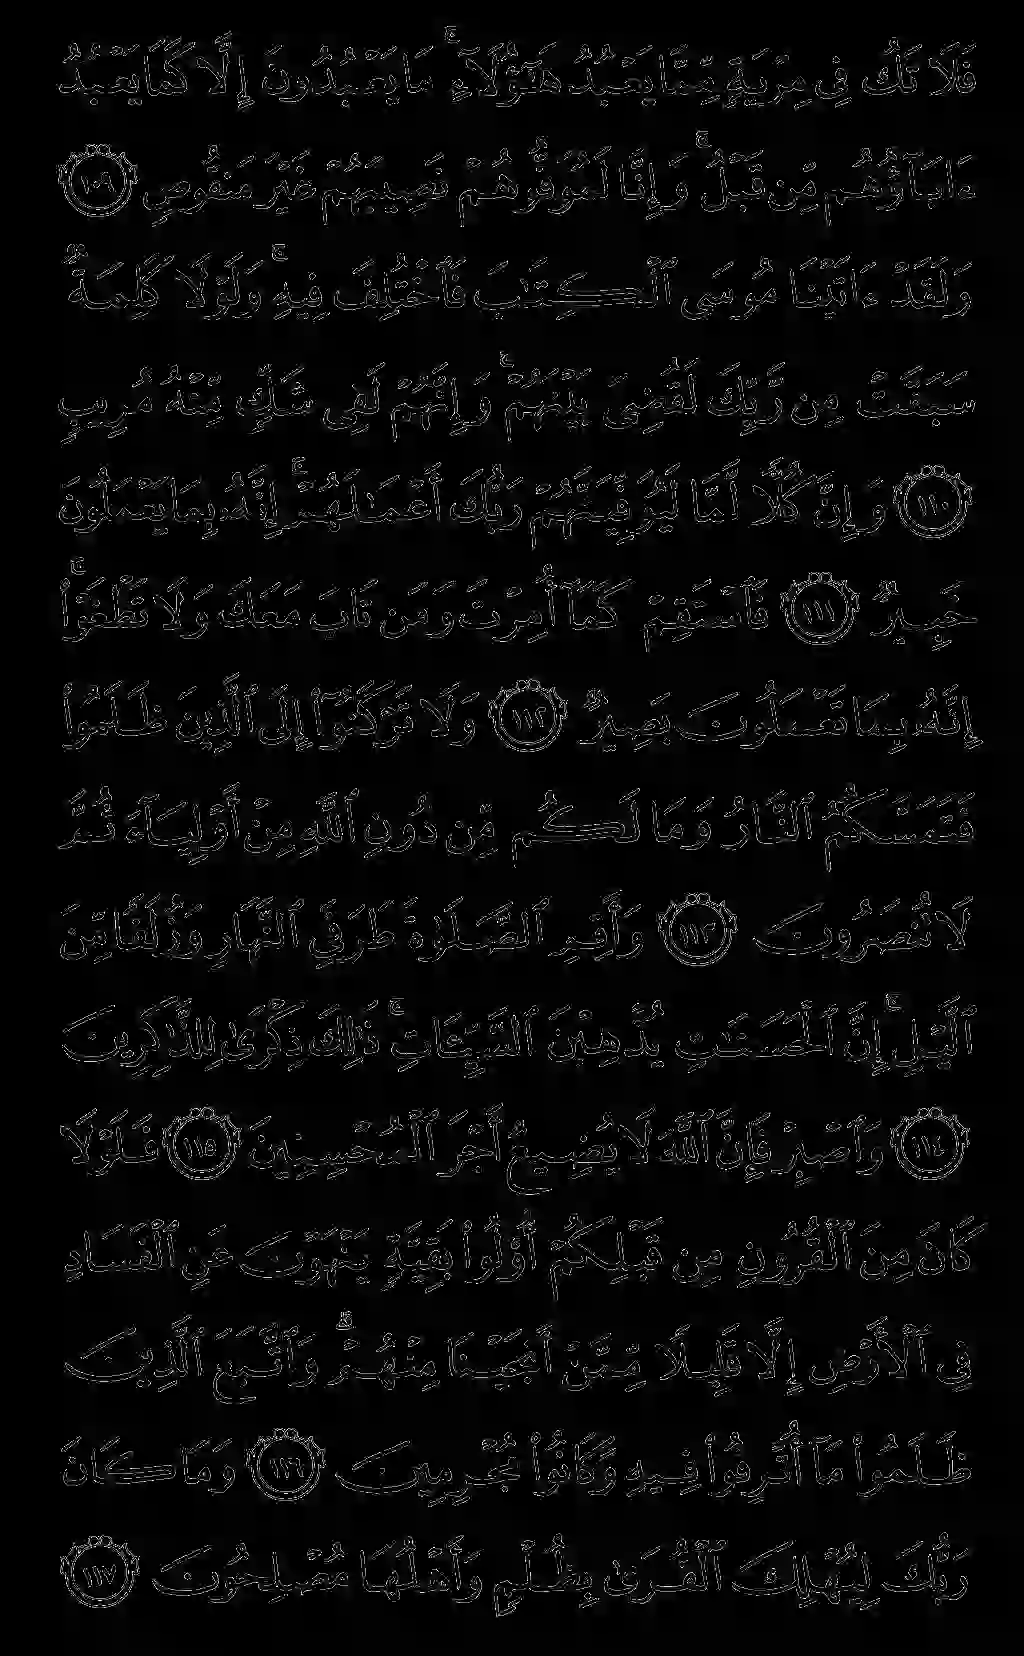 فَلَا تَكُ فِى مِرْيَةٍ مِّمَّا يَعْبُدُ هَـٰٓؤُلَآءِ ۚ مَا يَعْبُدُونَ إِلَّا كَمَا يَعْبُدُ
ءَابَآؤُهُم مِّن قَبْلُ ۚ وَإِنَّا لَمُوَفُّوهُمْ نَصِيبَهُمْ غَيْرَ مَنقُوصٍ ١٠٩
وَلَقَدْ ءَاتَيْنَا مُوسَى ٱلْكِتَـٰبَ فَٱخْتُلِفَ فِيهِ ۚ وَلَوْلَا كَلِمَةٌ
سَبَقَتْ مِن رَّبِّكَ لَقُضِىَ بَيْنَهُمْ ۚ وَإِنَّهُمْ لَفِى شَكٍّ مِّنْهُ مُرِيبٍ
١١٠ وَإِنَّ كُلًّا لَّمَّا لَيُوَفِّيَنَّهُمْ رَبُّكَ أَعْمَـٰلَهُمْ ۚ إِنَّهُۥ بِمَا يَعْمَلُونَ
خَبِيرٌ ١١١ فَٱسْتَقِمْ كَمَآ أُمِرْتَ وَمَن تَابَ مَعَكَ وَلَا تَطْغَوْا۟ ۚ
إِنَّهُۥ بِمَا تَعْمَلُونَ بَصِيرٌ ١١٢ وَلَا تَرْكَنُوٓا۟ إِلَى ٱلَّذِينَ ظَلَمُوا۟
فَتَمَسَّكُمُ ٱلنَّارُ وَمَا لَكُم مِّن دُونِ ٱللَّهِ مِنْ أَوْلِيَآءَ ثُمَّ
لَا تُنصَرُونَ ١١٣ وَأَقِمِ ٱلصَّلَوٰةَ طَرَفَىِ ٱلنَّهَارِ وَزُلَفًا مِّنَ
ٱلَّيْلِ ۚ إِنَّ ٱلْحَسَنَـٰتِ يُذْهِبْنَ ٱلسَّيِّـَٔاتِ ۚ ذَٰلِكَ ذِكْرَىٰ لِلذَّٰكِرِينَ
١١٤ وَٱصْبِرْ فَإِنَّ ٱللَّهَ لَا يُضِيعُ أَجْرَ ٱلْمُحْسِنِينَ ١١٥ فَلَوْلَا
كَانَ مِنَ ٱلْقُرُونِ مِن قَبْلِكُمْ أُو۟لُوا۟ بَقِيَّةٍ يَنْهَوْنَ عَنِ ٱلْفَسَادِ
فِى ٱلْأَرْضِ إِلَّا قَلِيلًا مِّمَّنْ أَنجَيْنَا مِنْهُمْ ۗ وَٱتَّبَعَ ٱلَّذِينَ
ظَلَمُوا۟ مَآ أُتْرِفُوا۟ فِيهِ وَكَانُوا۟ مُجْرِمِينَ ١١٦ وَمَا كَانَ
رَبُّكَ لِيُهْلِكَ ٱلْقُرَىٰ بِظُلْمٍ وَأَهْلُهَا مُصْلِحُونَ ١١٧